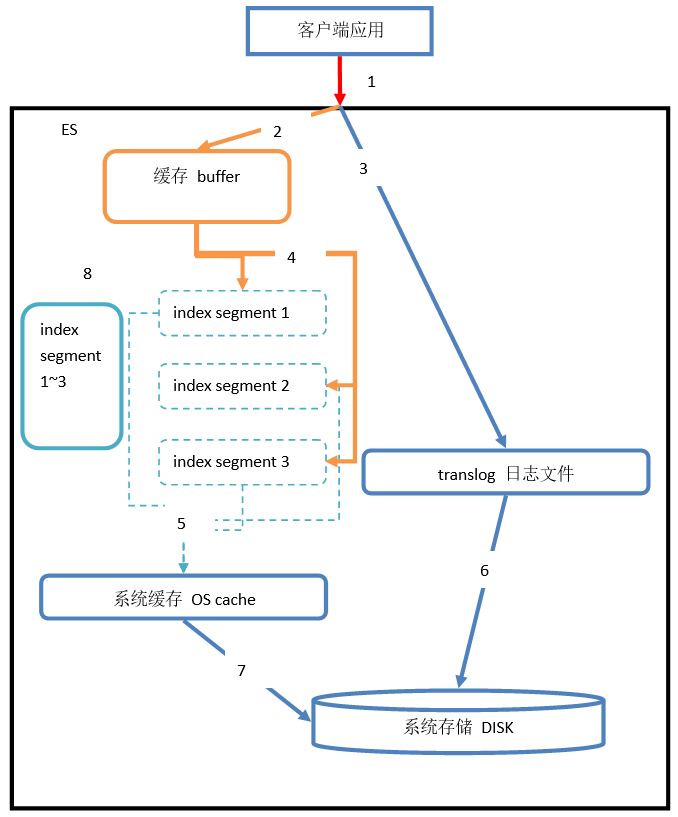 客户端应用
1
ES
2
3
缓存 buffer
4
8
index segment 1
index
segment
1~3
index segment 2
index segment 3
translog 日志文件
5
6
系统缓存 OS cache
7
系统存储 DISK